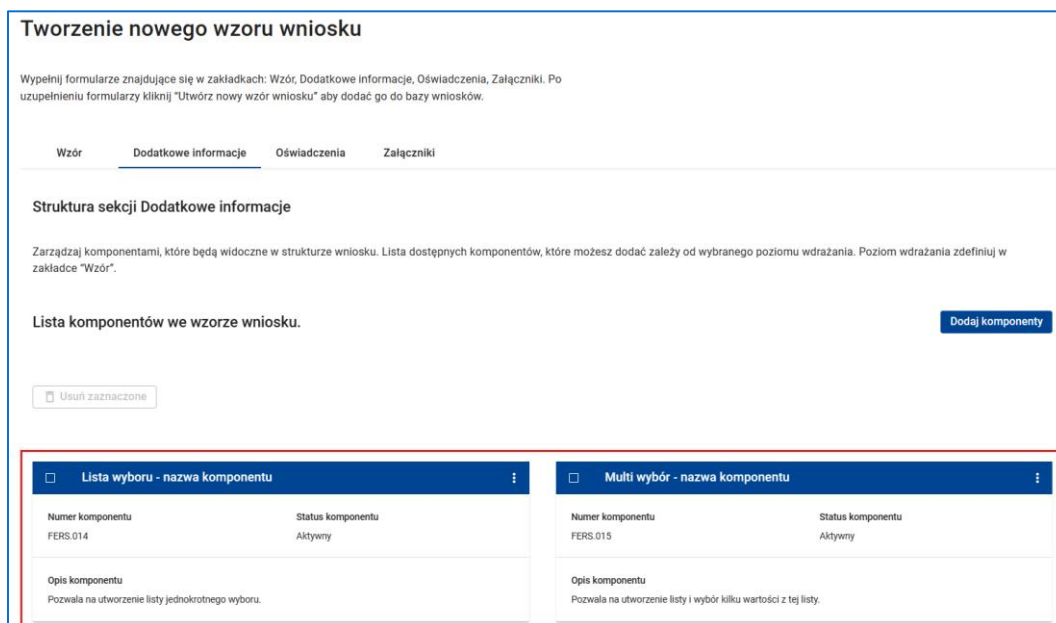 Tworzenie nowego wzoru wniosku
Wypełnij formularze znajdujące się w zakładkach: Wzór, Dodatkowe informacje, Oświadczenia, Załączniki. Po
uzupełnieniu formularzy kliknij "Utwórz nowy wzór wniosku" aby dodać go do bazy wniosków.
Wzór Dodatkowe informacje Oświadczenia Załączniki
Struktura sekcji Dodatkowe informacje
Zarządzaj komponentami, które będą widoczne w strukturze wniosku. Lista dostępnych komponentów, które możesz dodać zależy od wybranego poziomu wdrażania. Poziom wdrażania zdefiniuj w
zakładce "Wzór".
Lista komponentów we wzorze wniosku. Dodaj komponenty
Usuń zaznaczone
Lista wyboru - nazwa komponentu
Numer komponentu Status komponentu
FERS.014 Aktywny
Opis komponentu
Pozwala na utworzenie listy jednokrotnego wyboru.
Multi wybór - nazwa komponentu
Numer komponentu Status komponentu
FERS.015 Aktywny
Opis komponentu
Pozwala na utworzenie listy i wybór kilku wartości z tej listy.